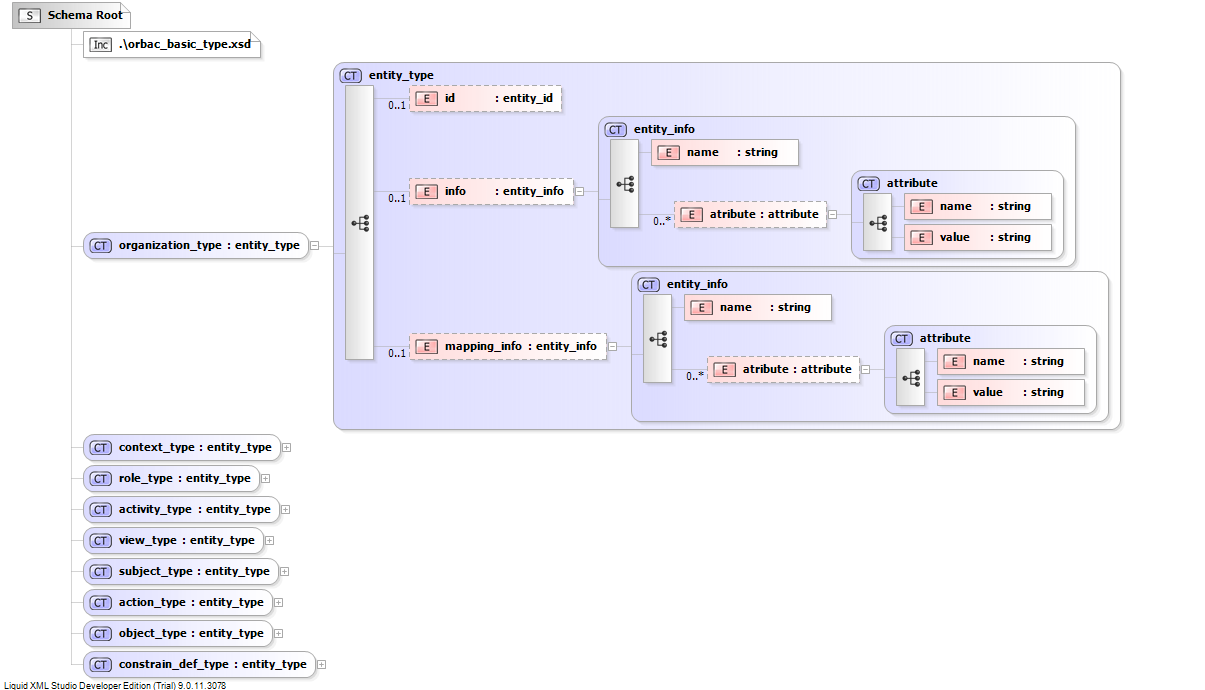 S Schema Root
Inc .\orbac_basic_type.xsd
CT entity_type
E id : entity_id
0..1
CT entity_info
E name : string
CT attribute
E info : entity_info
0..1
E name : string
0..* E atribute : attribute
E value : string
CT organization_type : entity_type
CT entity_info
E name : string
CT attribute
E mapping_info : entity_info
0..1
E name : string
0..* E atribute : attribute
E value : string
CT context_type : entity_type
CT role_type : entity_type
CT activity_type : entity_type
CT view_type : entity_type
CT subject_type : entity_type
CT action_type : entity_type
CT object_type : entity_type
CT constrain_def_type : entity_type
Liquid XML Studio Developer Edition (Trial) 9.0.11.3078